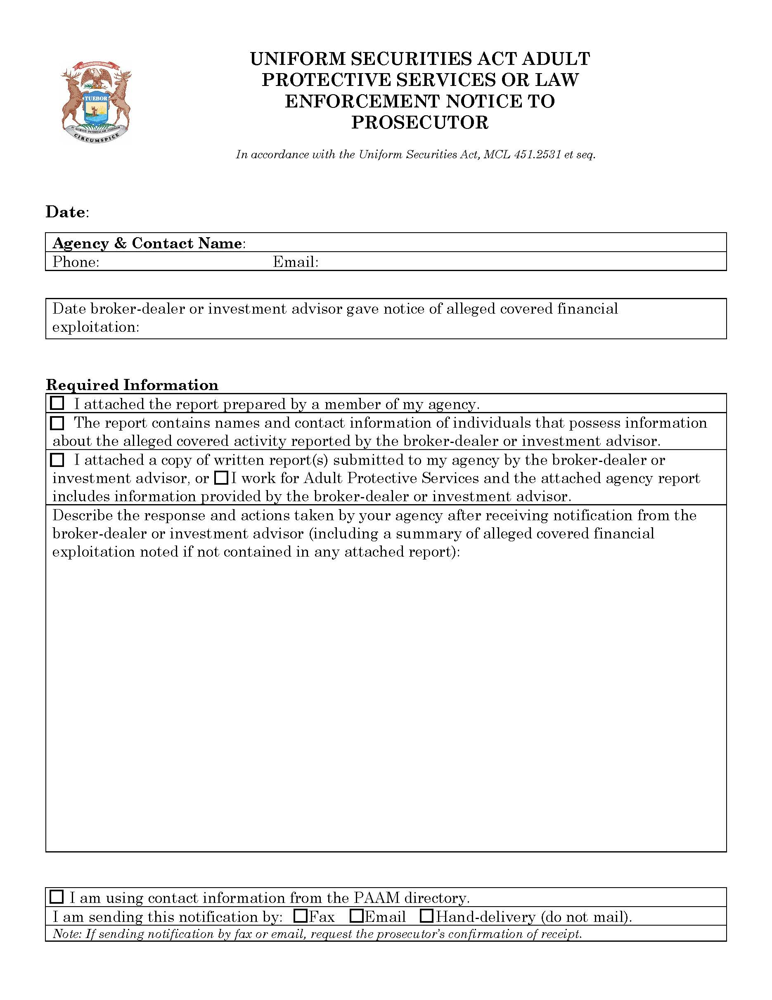 E PLURIBUS UNUM
TUEBOR
SI QUAERIS PENINSULAM AMOENAM
CIRCUMSPICE
UNIFORM SECURITIES ACT ADULT
PROTECTIVE SERVICES OR LAW
ENFORCEMENT NOTICE TO
PROSECUTOR
In accordance with the Uniform Securities Act, MCL 451.2531 et seq.
Date:
Agency & Contact Name:
Phone: Email:
Date broker-dealer or investment advisor gave notice of alleged covered financial
exploitation:
Required Information
☐ I attached the report prepared by a member of my agency.
☐ The report contains names and contact information of individuals that possess information
about the alleged covered activity reported by the broker-dealer or investment advisor.
☐ I attached a copy of written report(s) submitted to my agency by the broker-dealer or
investment advisor, or ☐ I work for Adult Protective Services and the attached agency report
includes information provided by the broker-dealer or investment advisor.
Describe the response and actions taken by your agency after receiving notification from the
broker-dealer or investment advisor (including a summary of alleged covered financial
exploitation noted if not contained in any attached report):
☐ I am using contact information from the PAAM directory.
I am sending this notification by: ☐Fax ☐Email ☐Hand-delivery (do not mail).
Note: If sending notification by fax or email, request the prosecutor's confirmation of receipt.